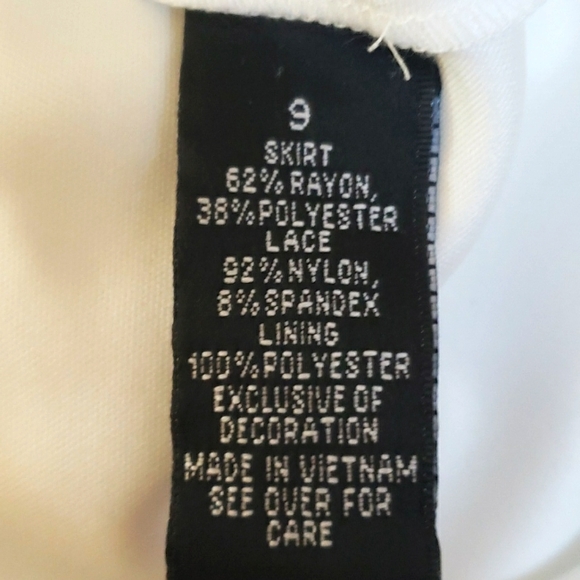 9
SKIRT
62% RAYON,
38% POLYESTER
LACE
92% NYLON,
8% SPANDEX
LINING
100% POLYESTER
EXCLUSIVE OF
DECORATION
MADE IN VIETNAM
SEE OVER FOR
CARE